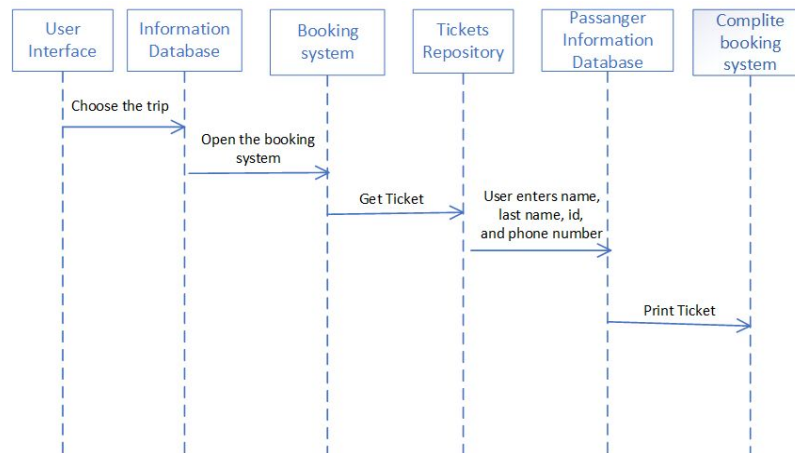 User
Interface
Information
Database
Booking
system
Tickets
Repository
Passanger
Information
Database
Complite
booking
system
Choose the trip
Open the booking
system
Get Ticket
User enters name,
last name, id,
and phone number
Print Ticket